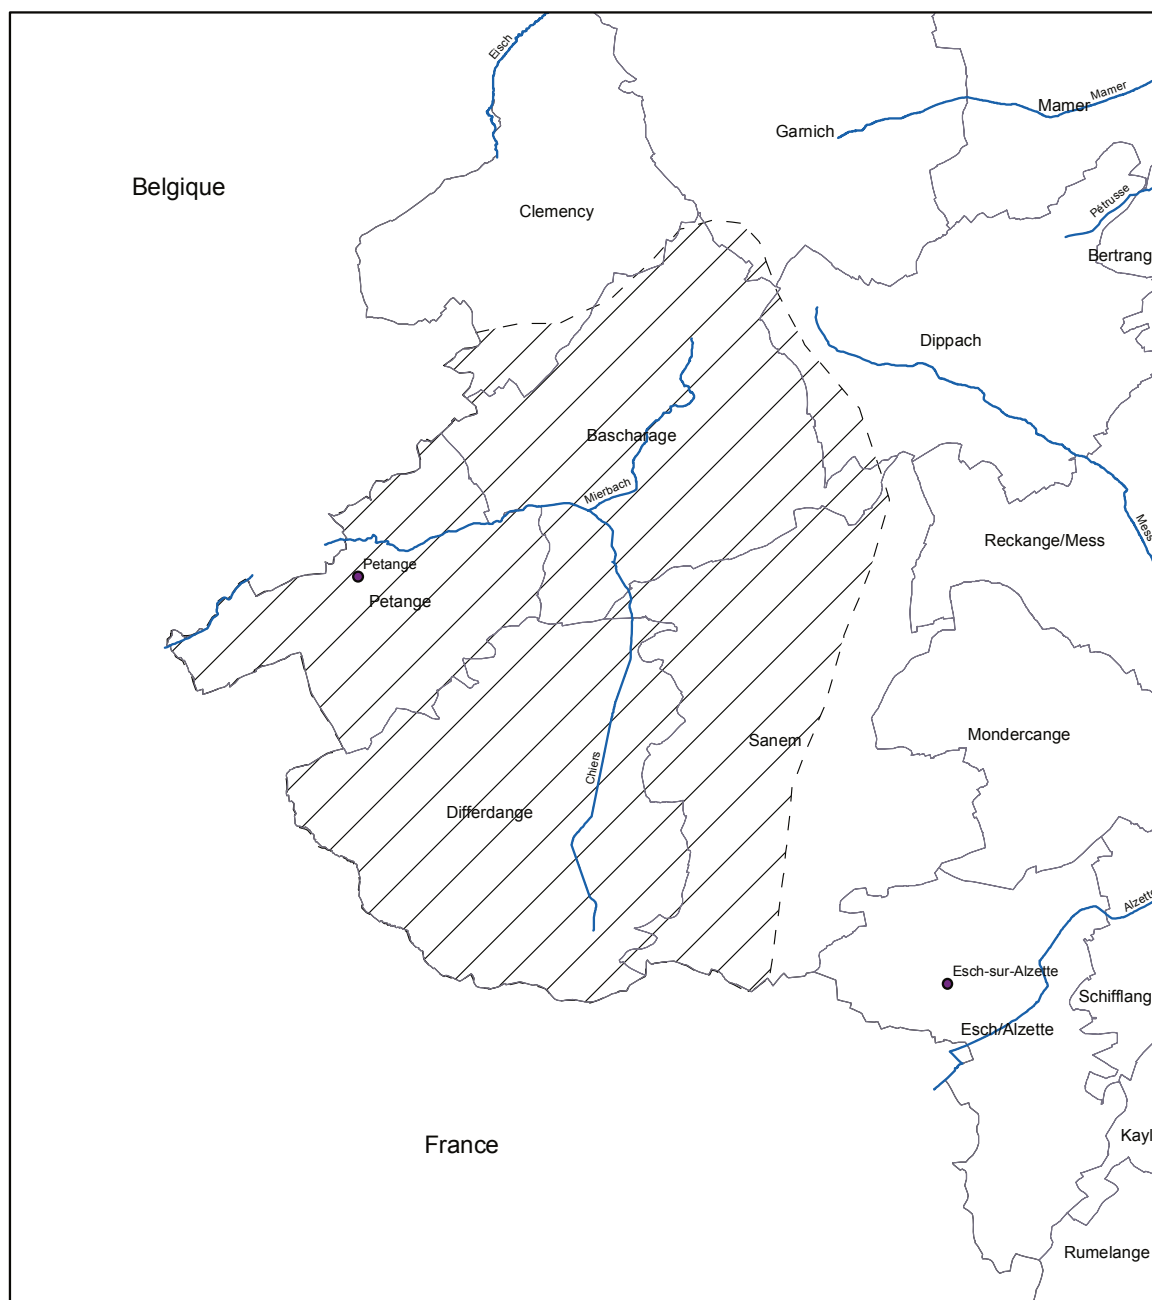 Eisch
Mamer
Mamer
Garnich
Belgique
Pétrusse
Clemency
Bertrang
Dippach
Bascharage
Mierbach
Mess
Reckange/Mess
Petange
Petange
Mondercange
Sanem
Chiers
Differdange
Alzette
Esch-sur-Alzette
Schifflang
Esch/Alzette
Kayl
France
Rumelange